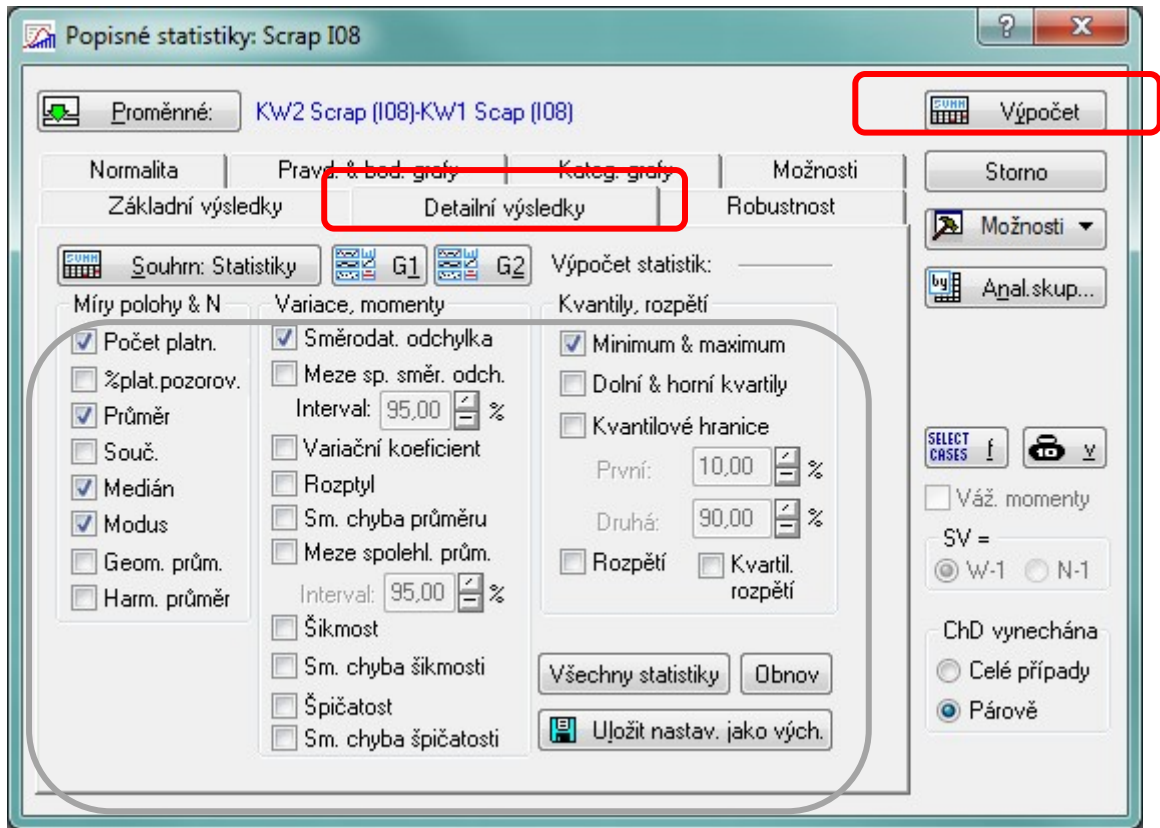 Popisné statistiky: Scrap I08
Proměnné: KW2 Scrap (I08)-KW1 Scap (I08)
Výpočet
Normalita Pravd. & bod. grafy Kateg. grafy Možnosti
Základní výsledky Detailní výsledky Robustnost
Storno
Možnosti
Anal.skup...
Souhrn: Statistiky G1 G2 Výpočet statistik:
Míry polohy & N
Počet platn.
%plat.pozorov.
Průměr
Souč.
Medián
Modus
Geom. prům.
Harm. průměr
Variace, momenty
Směrodat. odchylka
Meze sp. směr. odch.
Interval: 95,00 %
Variační koeficient
Rozptyl
Sm. chyba průměru
Meze spolehl. prům.
Interval: 95,00 %
Šikmost
Sm. chyba šikmosti
Špičatost
Sm. chyba špičatosti
Kvantily, rozpětí
Minimum & maximum
Dolní & horní kvartily
Kvantilové hranice
První: 10,00 %
Druhá: 90,00 %
Rozpětí
Kvartil.
rozpětí
Všechny statistiky Obnov
Uložit nastav. jako vých.
SELECT
CASES f v
Váž. momenty
SV =
W-1 N-1
ChD vynechána
Celé případy
Párově